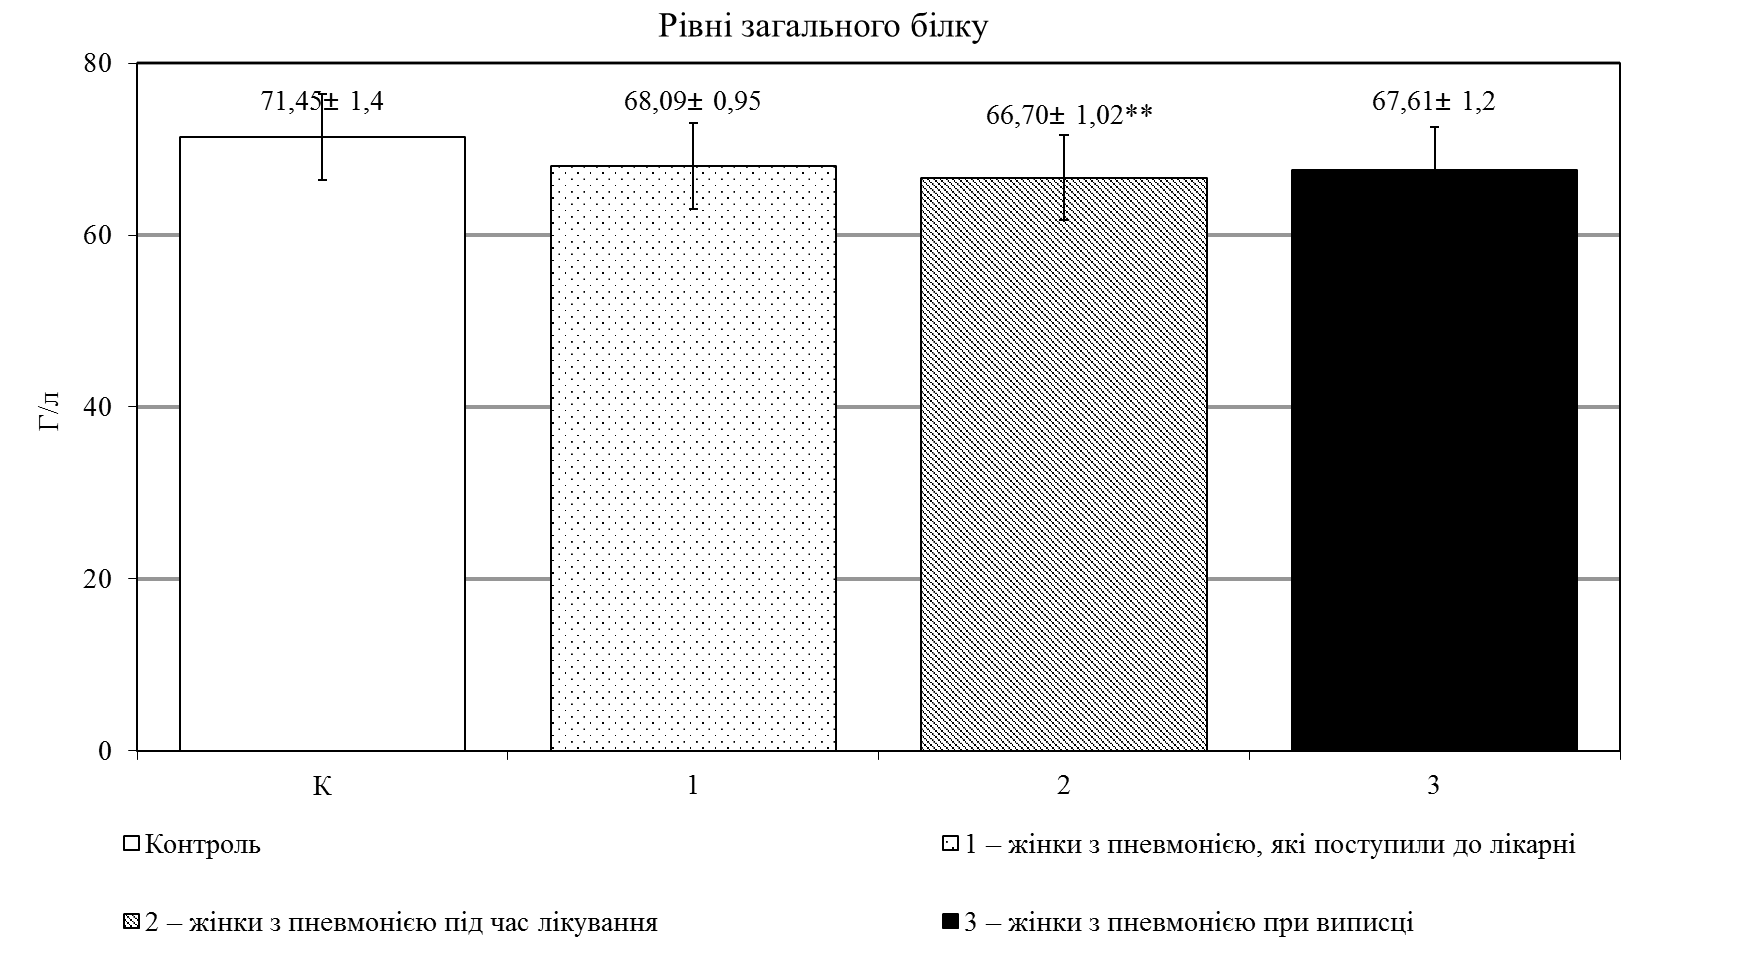 Рівні загального білку
80
71,45± 1,4
68,09± 0,95
66,70± 1,02**
67,61± 1,2
60
40
Г/л
20
0
К
1
2
3
Контроль
1 – жінки з пневмонією, які поступили до лікарні
2 – жінки з пневмонією під час лікування
3 – жінки з пневмонією при виписці